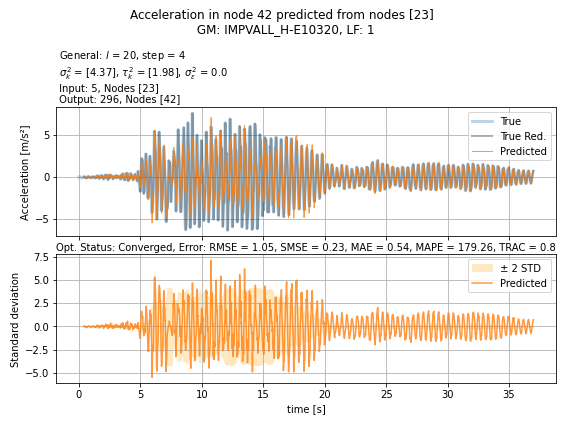 Acceleration in node 42 predicted from nodes [23]
GM: IMPVALL_H-E10320, LF: 1
General: l = 20, step = 4
σ²ₖ = [4.37], τ²ₖ = [1.98], σ²ε = 0.0
Input: 5, Nodes [23]
Output: 296, Nodes [42]
Acceleration [m/s²]
5
0
−5
True
True Red.
Predicted
Opt. Status: Converged, Error: RMSE = 1.05, SMSE = 0.23, MAE = 0.54, MAPE = 179.26, TRAC = 0.8
Standard deviation
7.5
5.0
2.5
0.0
−2.5
−5.0
± 2 STD
Predicted
0 5 10 15 20 25 30 35
time [s]